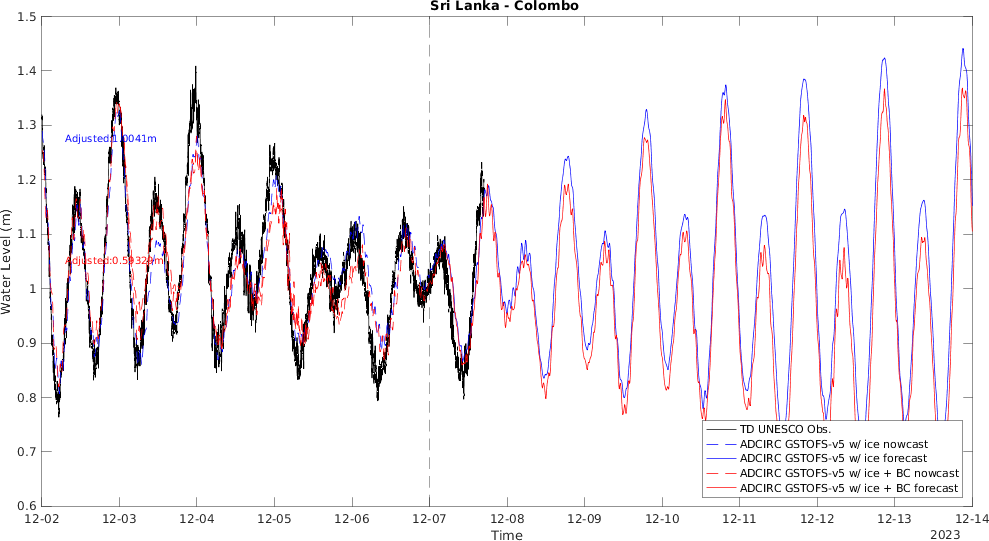 Sri Lanka - Colombo
1.5
1.4
1.3
Adjusted:1.0041m
1.2
1.1
Adjusted:0.59329m
1
0.9
0.8
0.7
0.6
Water Level (m)
TD UNESCO Obs.
ADCIRC GSTOFS-v5 w/ ice nowcast
ADCIRC GSTOFS-v5 w/ ice forecast
ADCIRC GSTOFS-v5 w/ ice + BC nowcast
ADCIRC GSTOFS-v5 w/ ice + BC forecast
12-02 12-03 12-04 12-05 12-06 12-07 12-08 12-09 12-10 12-11 12-12 12-13 12-14
Time
2023